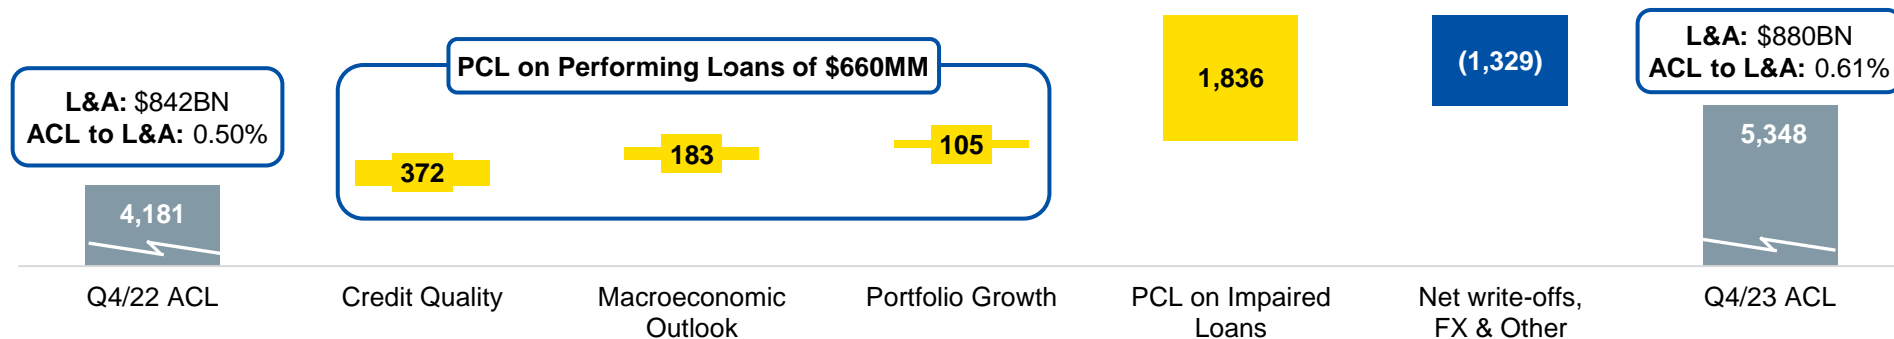 L&A: $842BN
ACL to L&A: 0.50%
PCL on Performing Loans of $660MM
L&A: $880BN
ACL to L&A: 0.61%
4,181
372
183
105
1,836
(1,329)
5,348
Q4/22 ACL
Credit Quality
Macroeconomic
Outlook
Portfolio Growth
PCL on Impaired
Loans
Net write-offs,
FX & Other
Q4/23 ACL